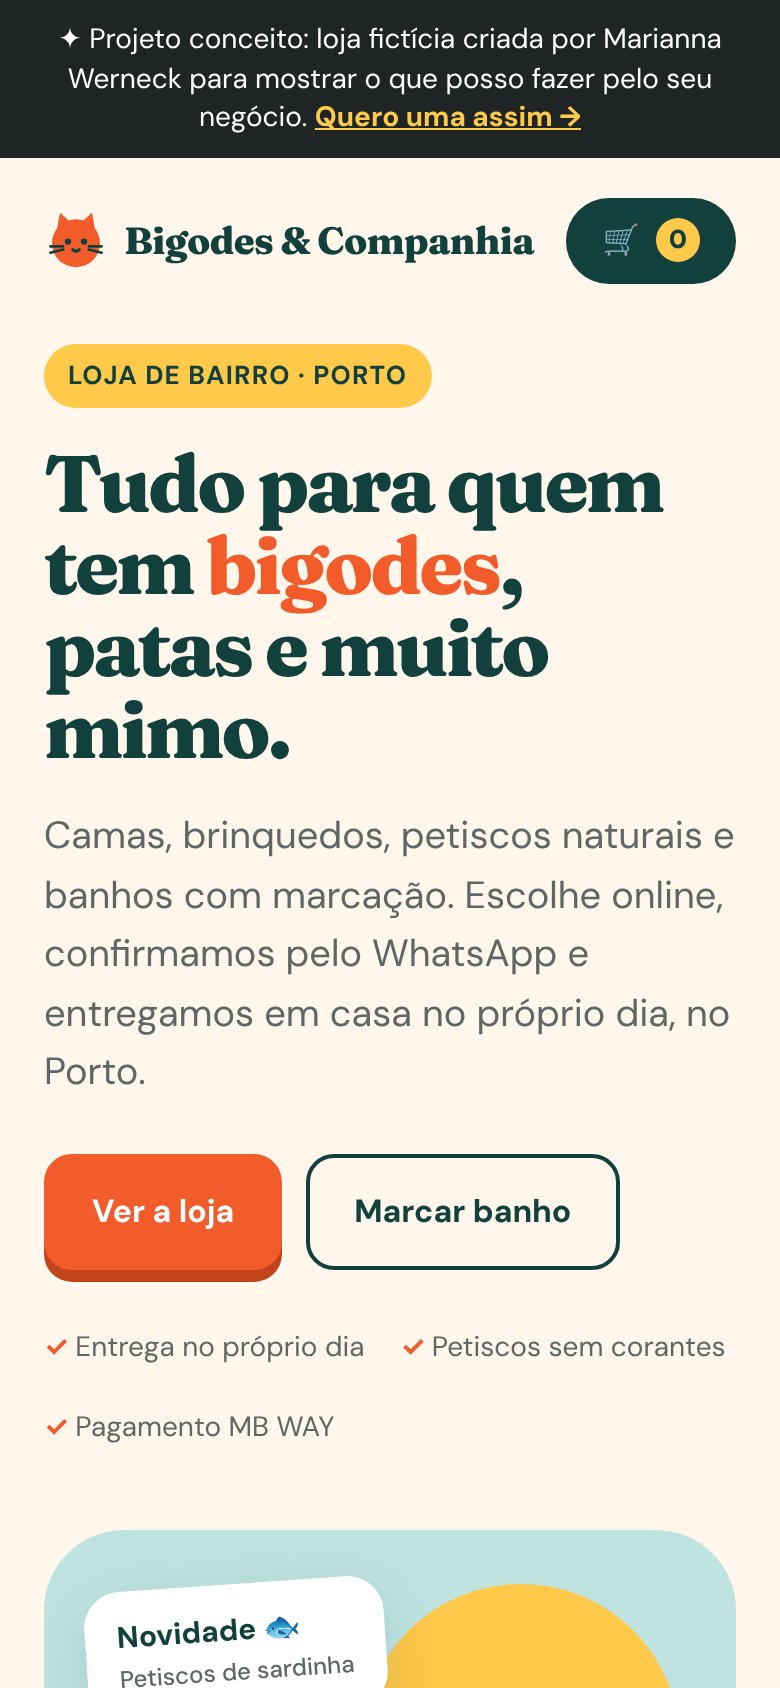 ✦ Projeto conceito: loja fictícia criada por Marianna
Werneck para mostrar o que posso fazer pelo seu
negócio. Quero uma assim →
Bigodes & Companhia
0
LOJA DE BAIRRO · PORTO
Tudo para quem
tem bigodes,
patas e muito
mimo.
Camas, brinquedos, petiscos naturais e
banhos com marcação. Escolhe online,
confirmamos pelo WhatsApp e
entregamos em casa no próprio dia, no
Porto.
Ver a loja
Marcar banho
✓ Entrega no próprio dia
✓ Petiscos sem corantes
✓ Pagamento MB WAY
Novidade 🐟
Petiscos de sardinha